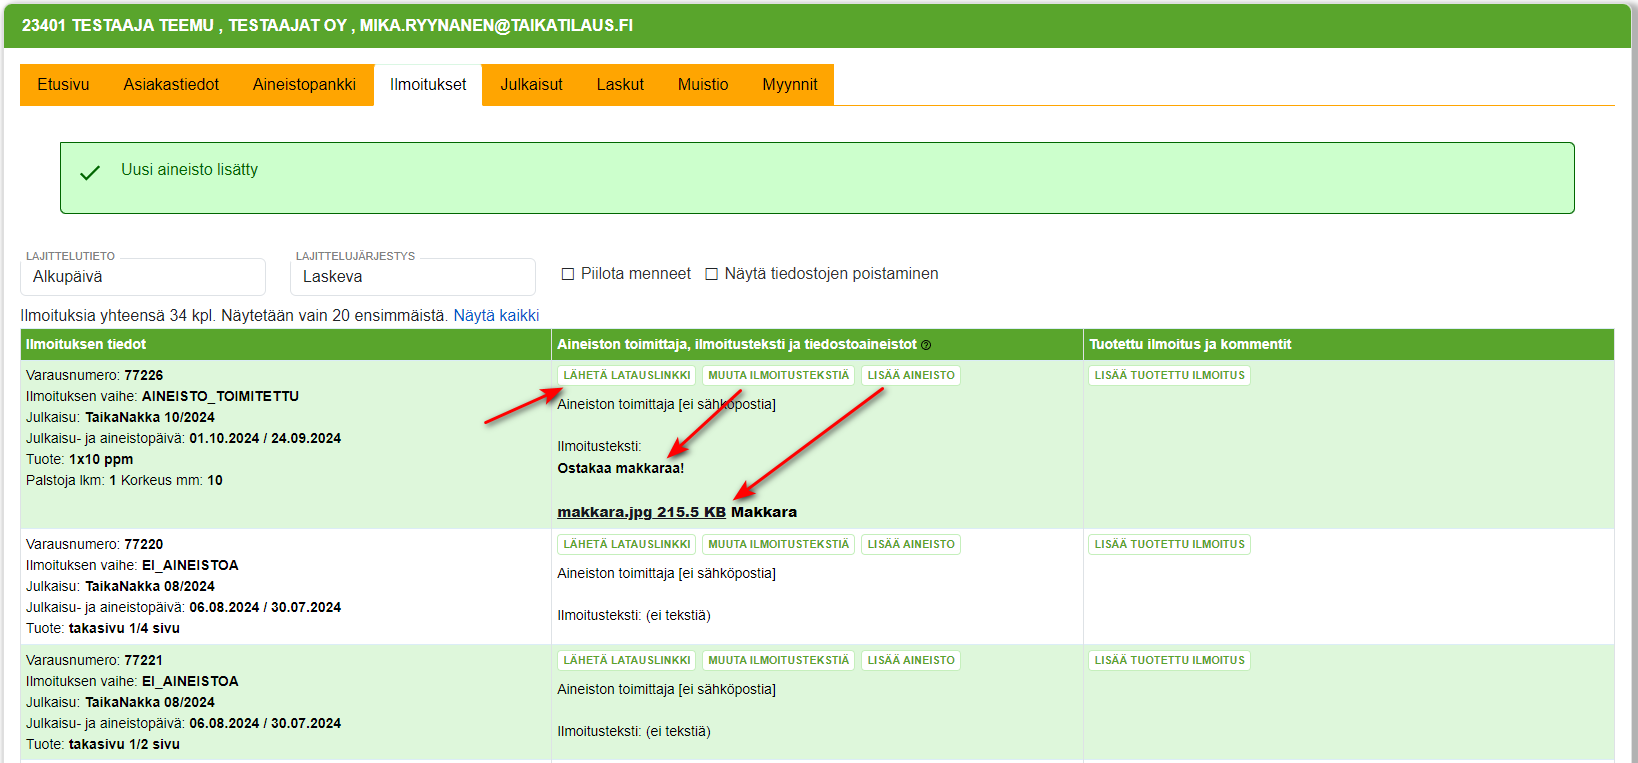 23401 TESTAAJA TEEMU , TESTAAJAT OY , MIKA.RYYNANEN@TAIKATILAUS.FI
Etusivu Asiakastiedot Aineistopankki Ilmoitukset Julkaisut Laskut Muistio Myynnit
Uusi aineisto lisätty
LAJITTELUTIETO LAJITTELUJÄRJESTYS
Alkupäivä Laskeva Piilota menneet Näytä tiedostojen poistaminen
Ilmoituksia yhteensä 34 kpl. Näytetään vain 20 ensimmäistä. Näytä kaikki
Ilmoituksen tiedot Aineiston toimittaja, ilmoitusteksti ja tiedostoaineistot ? Tuotettu ilmoitus ja kommentit
Varausnumero: 77226
Ilmoituksen vaihe: AINEISTO_TOIMITETTU
Julkaisu: TaikaNakka 10/2024
Julkaisu- ja aineistopäivä: 01.10.2024 / 24.09.2024
Tuote: 1x10 ppm
Palstoja lkm: 1 Korkeus mm: 10
LÄHETÄ LATAUSLINKKI MUUTA ILMOITUSTEKSTIÄ LISÄÄ AINEISTO
Aineiston toimittaja [ei sähköpostia]
Ilmoitusteksti:
Ostakaa makkaraa!
makkara.jpg 215.5 KB Makkara
LISÄÄ TUOTETTU ILMOITUS
Varausnumero: 77220
Ilmoituksen vaihe: EI_AINEISTOA
Julkaisu: TaikaNakka 08/2024
Julkaisu- ja aineistopäivä: 06.08.2024 / 30.07.2024
Tuote: takasivu 1/4 sivu
LÄHETÄ LATAUSLINKKI MUUTA ILMOITUSTEKSTIÄ LISÄÄ AINEISTO
Aineiston toimittaja [ei sähköpostia]
Ilmoitusteksti: (ei tekstiä)
LISÄÄ TUOTETTU ILMOITUS
Varausnumero: 77221
Ilmoituksen vaihe: EI_AINEISTOA
Julkaisu: TaikaNakka 08/2024
Julkaisu- ja aineistopäivä: 06.08.2024 / 30.07.2024
Tuote: takasivu 1/2 sivu
LÄHETÄ LATAUSLINKKI MUUTA ILMOITUSTEKSTIÄ LISÄÄ AINEISTO
Aineiston toimittaja [ei sähköpostia]
Ilmoitusteksti: (ei tekstiä)
LISÄÄ TUOTETTU ILMOITUS